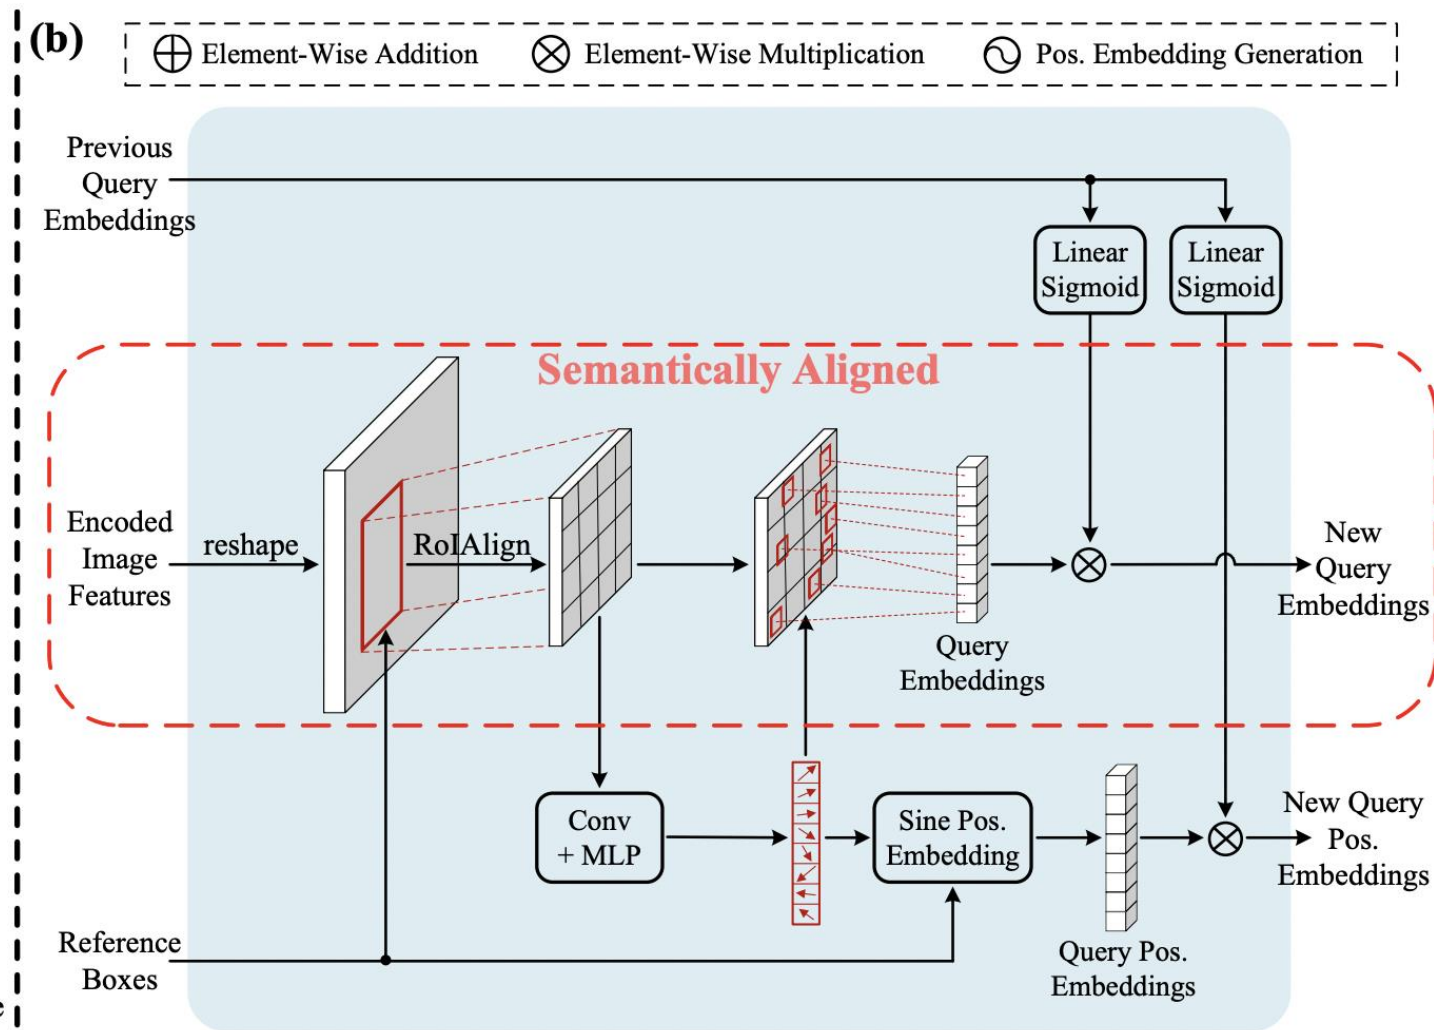 (b)
Element-Wise Addition
Element-Wise Multiplication
Pos. Embedding Generation
Previous
Query
Embeddings
Linear
Sigmoid
Linear
Sigmoid
Semantically Aligned
Encoded
Image
Features
reshape
RoIAlign
Query
Embeddings
New
Query
Embeddings
Conv
+ MLP
Sine Pos.
Embedding
New Query
Pos.
Embeddings
Reference
Boxes
Query Pos.
Embeddings